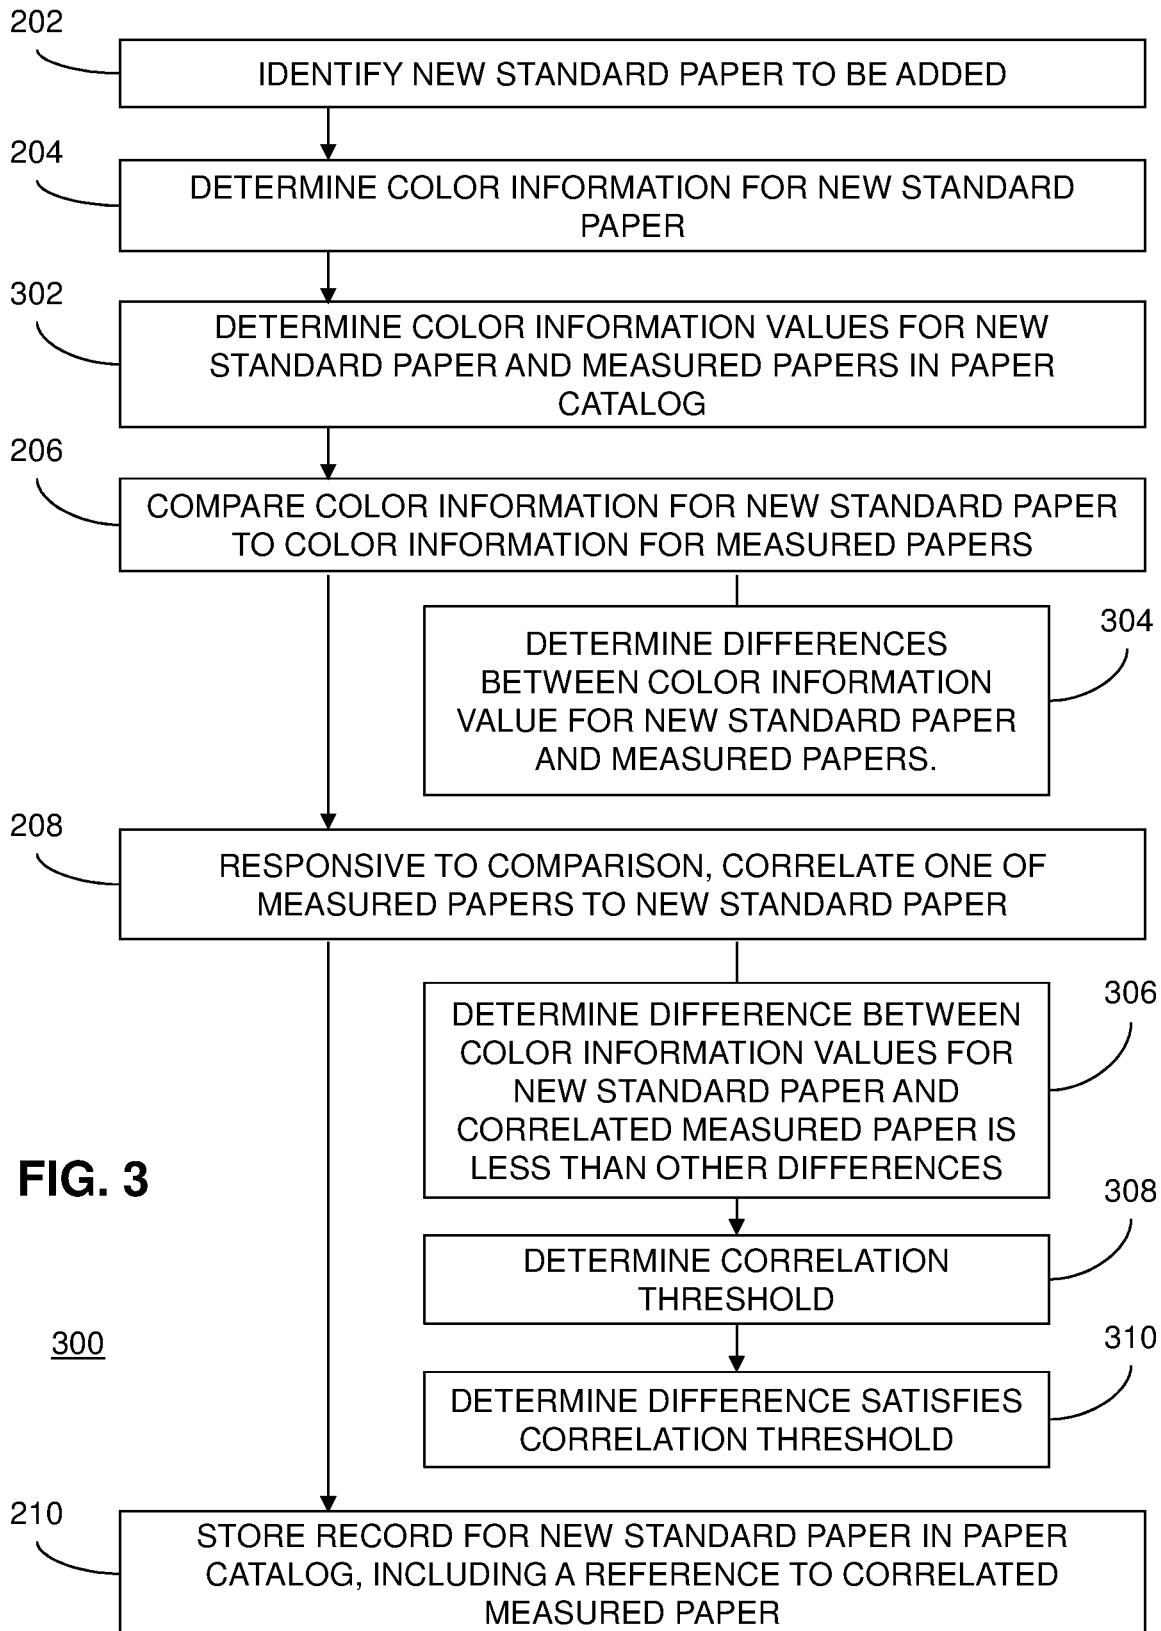 202
IDENTIFY NEW STANDARD PAPER TO BE ADDED
204
DETERMINE COLOR INFORMATION FOR NEW STANDARD
PAPER
302
DETERMINE COLOR INFORMATION VALUES FOR NEW
STANDARD PAPER AND MEASURED PAPERS IN PAPER
CATALOG
206
COMPARE COLOR INFORMATION FOR NEW STANDARD PAPER
TO COLOR INFORMATION FOR MEASURED PAPERS
304
DETERMINE DIFFERENCES
BETWEEN COLOR INFORMATION
VALUE FOR NEW STANDARD PAPER
AND MEASURED PAPERS.
208
RESPONSIVE TO COMPARISON, CORRELATE ONE OF
MEASURED PAPERS TO NEW STANDARD PAPER
306
DETERMINE DIFFERENCE BETWEEN
COLOR INFORMATION VALUES FOR
NEW STANDARD PAPER AND
CORRELATED MEASURED PAPER IS
LESS THAN OTHER DIFFERENCES
FIG. 3
308
DETERMINE CORRELATION
THRESHOLD
300
310
DETERMINE DIFFERENCE SATISFIES
CORRELATION THRESHOLD
210
STORE RECORD FOR NEW STANDARD PAPER IN PAPER
CATALOG, INCLUDING A REFERENCE TO CORRELATED
MEASURED PAPER